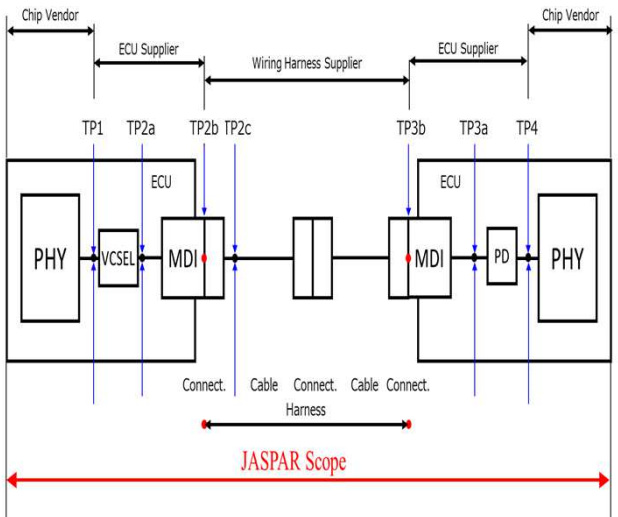 Chip Vendor
Chip Vendor
ECU Supplier
ECU Supplier
Wiring Harness Supplier
TP1
TP2a
TP2b
TP2c
TP3b
TP3a
TP4
ECU
ECU
PHY
VCSEL
MDI
MDI
PD
PHY
Connect.
Cable
Connect.
Cable
Connect.
Harness
JASPAR Scope